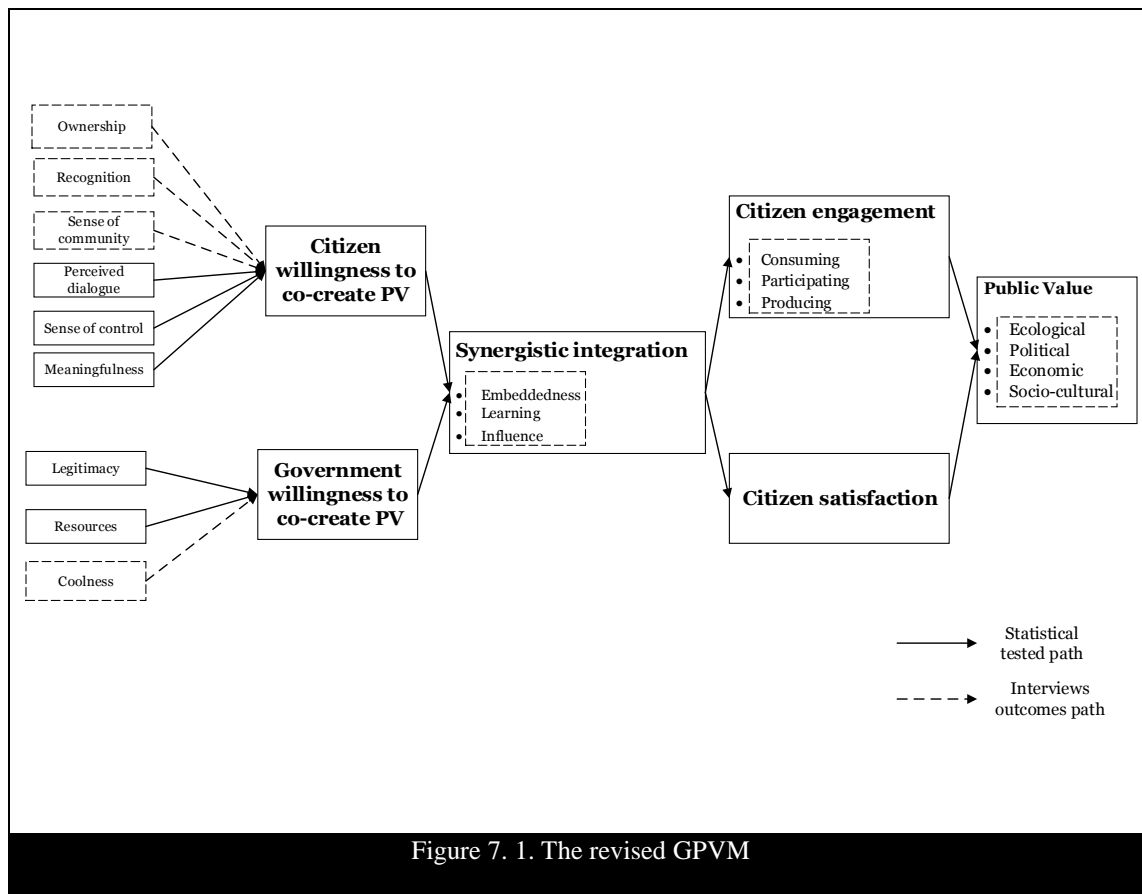 Ownership
Recognition
Sense of
community
Perceived
dialogue
Sense of control
Meaningfulness
Citizen
willingness to
co-create PV
Legitimacy
Resources
Coolness
Government
willingness to
co-create PV
Synergistic integration
• Embeddedness
• Learning
• Influence
Citizen engagement
• Consuming
• Participating
• Producing
Citizen satisfaction
Public Value
• Ecological
• Political
• Economic
• Socio-cultural
Statistical
tested path
Interviews
outcomes path
Figure 7. 1. The revised GPVM